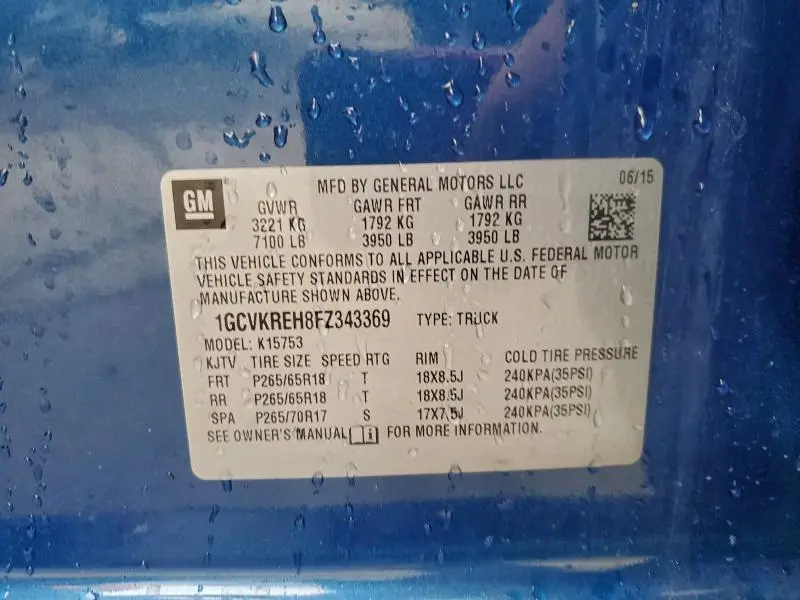 GM
MFD BY GENERAL MOTORS LLC
06/15
GVWR GAWR FRT GAWR RR
3221 KG 1792 KG 1792 KG
7100 LB 3950 LB 3950 LB
THIS VEHICLE CONFORMS TO ALL APPLICABLE U.S. FEDERAL MOTOR
VEHICLE SAFETY STANDARDS IN EFFECT ON THE DATE OF
MANUFACTURE SHOWN ABOVE.
1GCVKREH8FZ343369 TYPE: TRUCK
MODEL: K15753
KJTV TIRE SIZE SPEED RTG RIM COLD TIRE PRESSURE
FRT P265/65R18 T 18X8.5J 240KPA(35PSI)
RR P265/65R18 T 18X8.5J 240KPA(35PSI)
SPA P265/70R17 S 17X7.5J 240KPA(35PSI)
SEE OWNER'S MANUAL i FOR MORE INFORMATION.